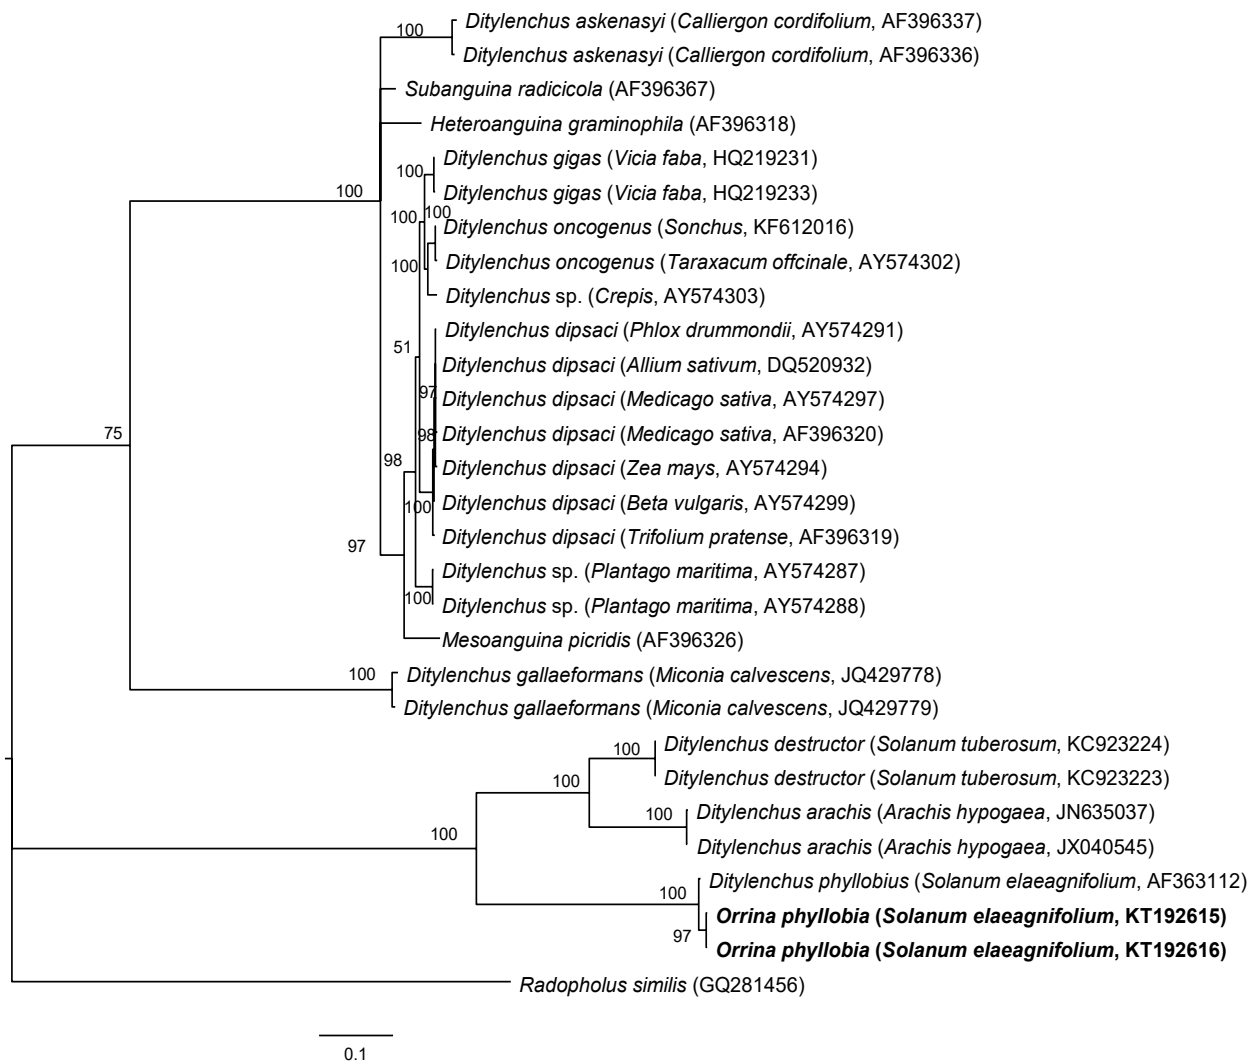 Ditylenchus askenasyi (Calliergon cordifolium, AF396337)
100
Ditylenchus askenasyi (Calliergon cordifolium, AF396336)
Subanguina radicicola (AF396367)
Heteroanguina graminophila (AF396318)
Ditylenchus gigas (Vicia faba, HQ219231)
100
100
Ditylenchus gigas (Vicia faba, HQ219233)
100
100
Ditylenchus oncogenus (Sonchus, KF612016)
Ditylenchus oncogenus (Taraxacum offcinale, AY574302)
100
Ditylenchus sp. (Crepis, AY574303)
Ditylenchus dipsaci (Phlox drummondii, AY574291)
51
Ditylenchus dipsaci (Allium sativum, DQ520932)
97
Ditylenchus dipsaci (Medicago sativa, AY574297)
75
98
Ditylenchus dipsaci (Medicago sativa, AF396320)
98
Ditylenchus dipsaci (Zea mays, AY574294)
Ditylenchus dipsaci (Beta vulgaris, AY574299)
100
Ditylenchus dipsaci (Trifolium pratense, AF396319)
97
Ditylenchus sp. (Plantago maritima, AY574287)
100
Ditylenchus sp. (Plantago maritima, AY574288)
Mesoanguina picridis (AF396326)
100
Ditylenchus gallaeformans (Miconia calvescens, JQ429778)
Ditylenchus gallaeformans (Miconia calvescens, JQ429779)
100
Ditylenchus destructor (Solanum tuberosum, KC923224)
100
Ditylenchus destructor (Solanum tuberosum, KC923223)
100
Ditylenchus arachis (Arachis hypogaea, JN635037)
100
Ditylenchus arachis (Arachis hypogaea, JX040545)
100
Ditylenchus phyllobius (Solanum elaeagnifolium, AF363112)
Orrina phyllobia (Solanum elaeagnifolium, KT192615)
97
Orrina phyllobia (Solanum elaeagnifolium, KT192616)
Radopholus similis (GQ281456)
0.1